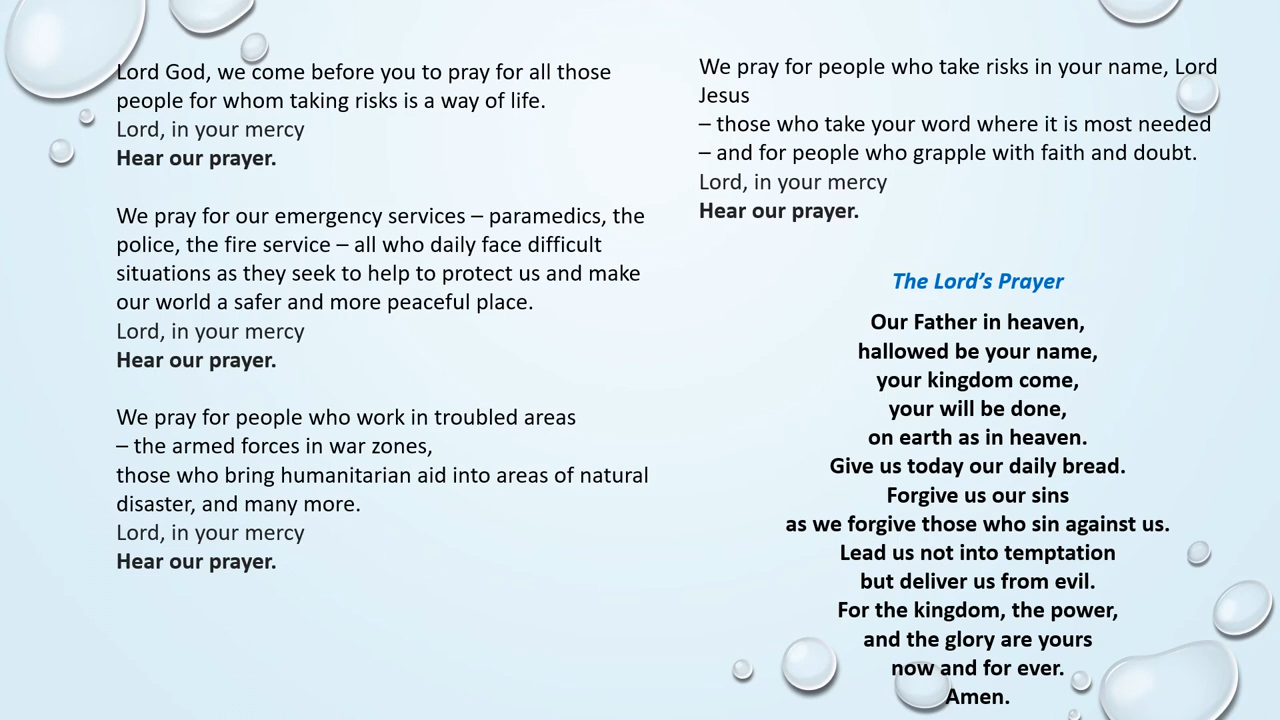 Lord God, we come before you to pray for all those
people for whom taking risks is a way of life.
Lord, in your mercy
Hear our prayer.
We pray for our emergency services – paramedics, the
police, the fire service – all who daily face difficult
situations as they seek to help to protect us and make
our world a safer and more peaceful place.
Lord, in your mercy
Hear our prayer.
We pray for people who work in troubled areas
– the armed forces in war zones,
those who bring humanitarian aid into areas of natural
disaster, and many more.
Lord, in your mercy
Hear our prayer.
We pray for people who take risks in your name, Lord
Jesus
– those who take your word where it is most needed
– and for people who grapple with faith and doubt.
Lord, in your mercy
Hear our prayer.
The Lord’s Prayer
Our Father in heaven,
hallowed be your name,
your kingdom come,
your will be done,
on earth as in heaven.
Give us today our daily bread.
Forgive us our sins
as we forgive those who sin against us.
Lead us not into temptation
but deliver us from evil.
For the kingdom, the power,
and the glory are yours
now and for ever.
Amen.